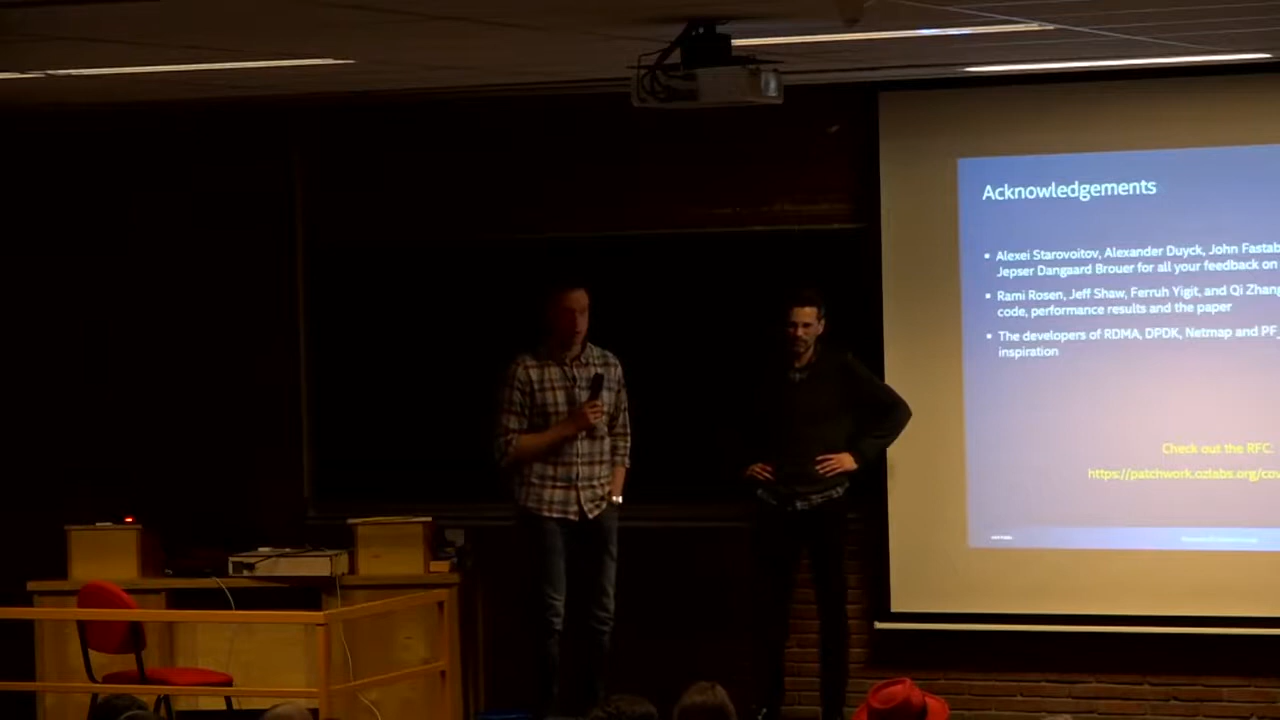 Acknowledgements
Alexei Starovoitov, Alexander Duyck, John Fastab
Jepser Dangaard Brouer for all your feedback on
Rami Rosen, Jeff Shaw, Ferruh Yigit, and Qi Zhang
code, performance results and the paper
The developers of RDMA, DPDK, Netmap and PF_
inspiration
Check out the RFC:
https://patchwork.ozlabs.org/cov